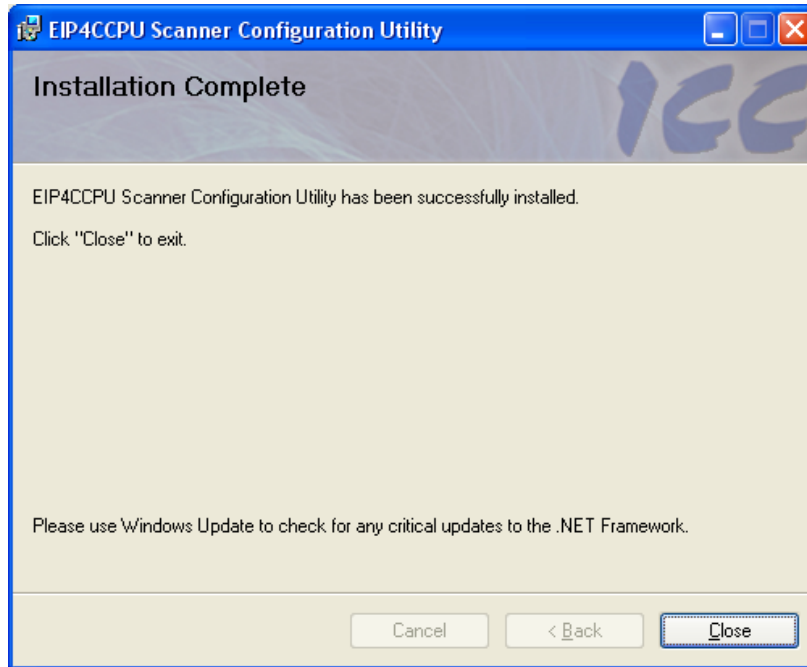 EIP4CCPU Scanner Configuration Utility
Installation Complete
ICC
EIP4CCPU Scanner Configuration Utility has been successfully installed.
Click "Close" to exit.
Please use Windows Update to check for any critical updates to the .NET Framework.
Cancel
< Back
Close